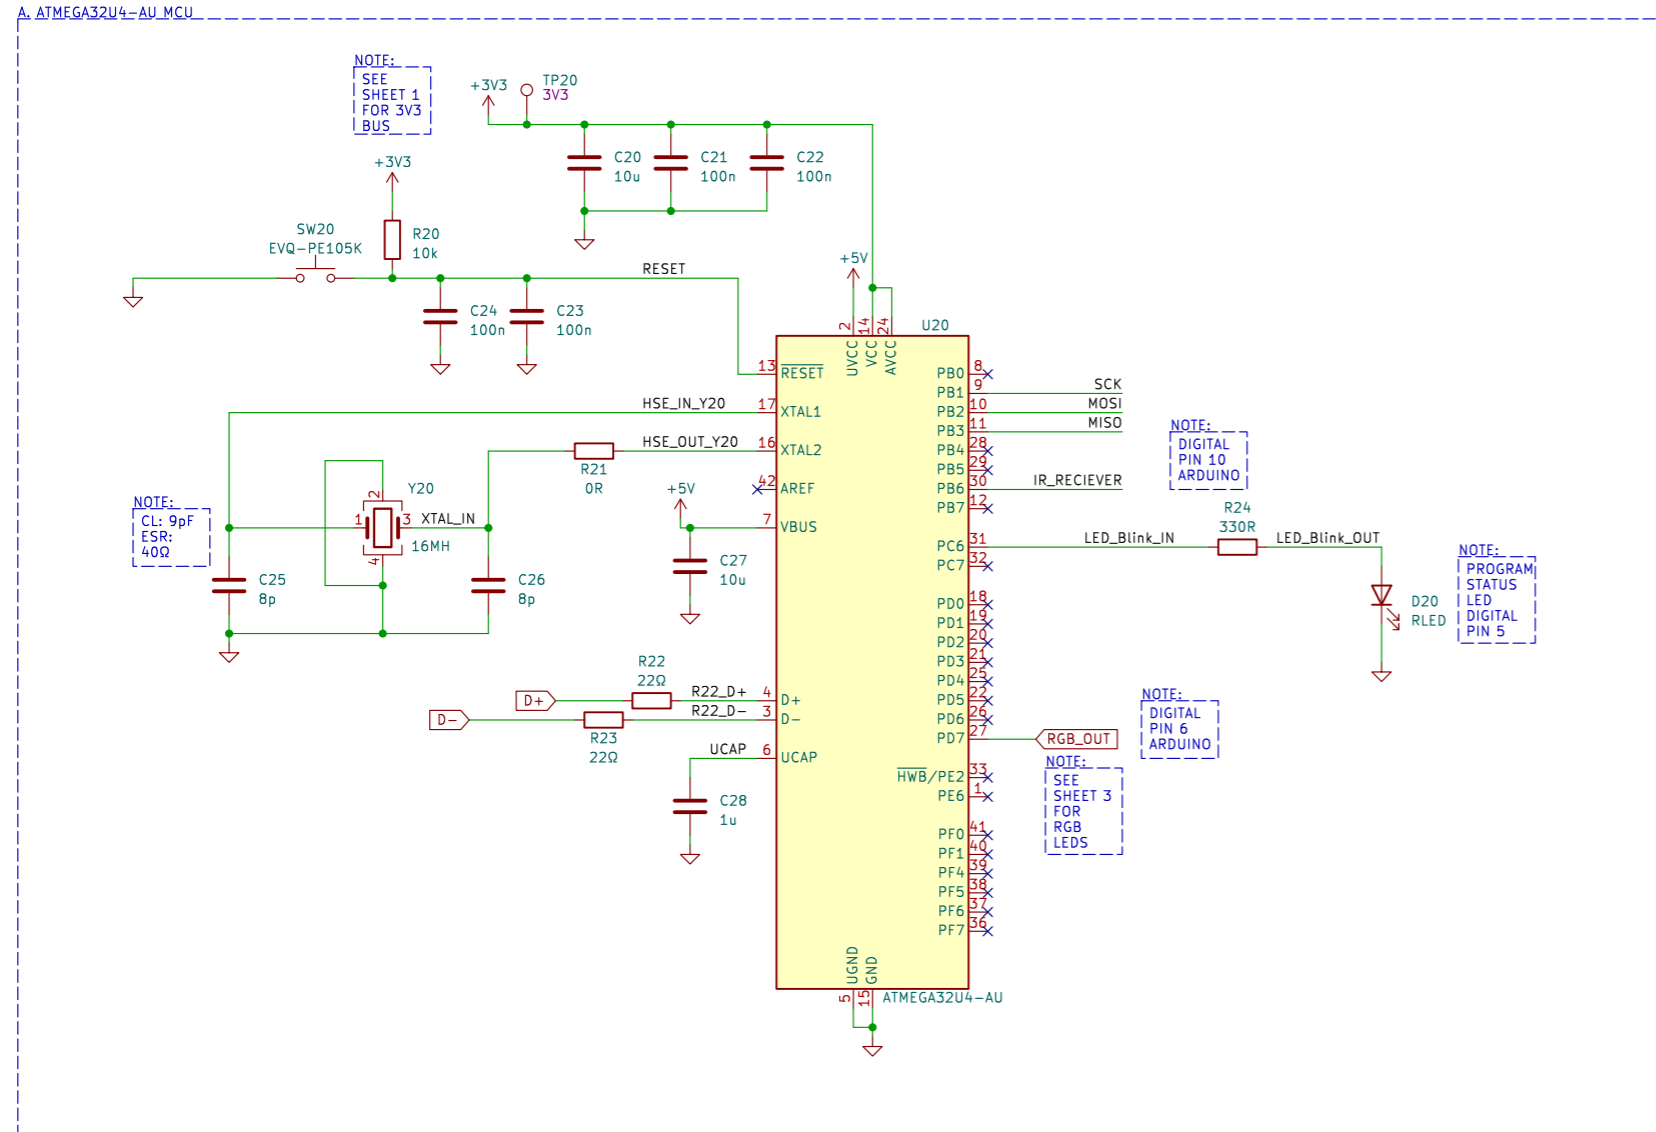 A. ATMEGA32U4-AU MCU
NOTE:
SEE
SHEET 1
FOR 3V3
BUS
+3V3
TP20
3V3
C20
10u
C21
100n
C22
100n
+3V3
SW20
EVQ-PE105K
R20
10k
RESET
C24
100n
C23
100n
+5V
U20
2
14
24
UVCC
VCC
AVCC
13
RESET
HSE_IN_Y20
17
XTAL1
HSE_OUT_Y20
16
XTAL2
R21
0R
42
AREF
+5V
7
VBUS
C27
10u
NOTE:
CL: 9pF
ESR:
40Ω
Y20
2
1
3
4
XTAL_IN
16MH
C25
8p
C26
8p
R22
22Ω
D+
R22_D+
4
D+
D-
R22_D-
3
D-
R23
22Ω
UCAP
6
UCAP
C28
1u
PB0
8
PB1
9
SCK
PB2
10
MOSI
PB3
11
MISO
PB4
28
PB5
29
PB6
30
IR_RECIEVER
PB7
12
NOTE:
DIGITAL
PIN 10
ARDUINO
PC6
31
LED_Blink_IN
R24
330R
LED_Blink_OUT
PC7
32
D20
RLED
NOTE:
PROGRAM
STATUS
LED
DIGITAL
PIN 5
PD0
18
PD1
19
PD2
20
PD3
21
PD4
25
PD5
22
PD6
26
PD7
27
RGB_OUT
NOTE:
DIGITAL
PIN 6
ARDUINO
NOTE:
SEE
SHEET 3
FOR
RGB
LEDS
HWB/PE2
33
PE6
1
PF0
41
PF1
40
PF4
39
PF5
38
PF6
37
PF7
36
UGND
GND
5
15
ATMEGA32U4-AU